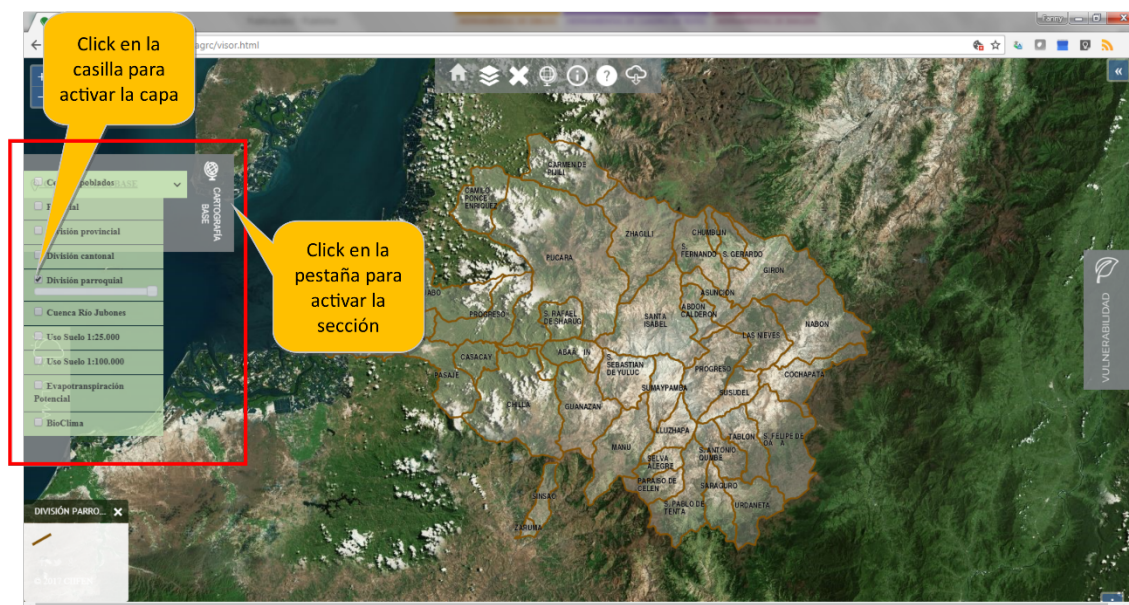 Fanny
agrc/visor.html
Click en la
casilla para
activar la capa
CARTOGRAFÍA
BASE
División provincial
División cantonal
División parroquial
Cuenca Río Jubones
Uso Suelo 1:25.000
Uso Suelo 1:100.000
Evapotranspiración
Potencial
BioClima
Click en la
pestaña para
activar la
sección
VULNERABILIDAD
CARMEN DE
PIJILI
CAMILO
PONCE
ENRIQUEZ
ZHAGLLI
CHUMBLIN
S.
FERNANDO
S. GERARDO
PUCARA
GIRON
ASUNCIÓN
PROGRESO
S. RAFAEL
DE SHARUG
SANTA
ISABEL
ABDON
CALDERON
LAS NIEVES
NABON
CASACAY
PASAJE
S.
SEBASTIAN
DE YULUC
PROGRESO
COCHAPATA
SUMAYPAMBA
SUSUDEL
CHILLA
GUANAZAN
LLUZHAPA
TABLON
S. FELIPE DE
MANU
SELVA
ALEGRE
S. ANTONIO
QUMBE
PARAISO DE
CELEN
SARAGURO
S. PABLO DE
TENTA
URDANETA
SINSAO
ZARUMA
DIVISIÓN PARRO...